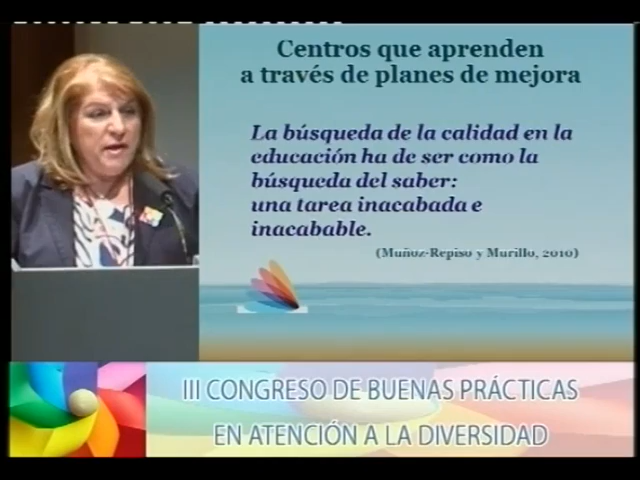 Centros que aprenden
a través de planes de mejora
La búsqueda de la calidad en la
educación ha de ser como la
búsqueda del saber:
una tarea inacabada e
inacabable.
(Muñoz-Repiso y Murillo, 2010)
III CONGRESO DE BUENAS PRÁCTICAS
EN ATENCIÓN A LA DIVERSIDAD